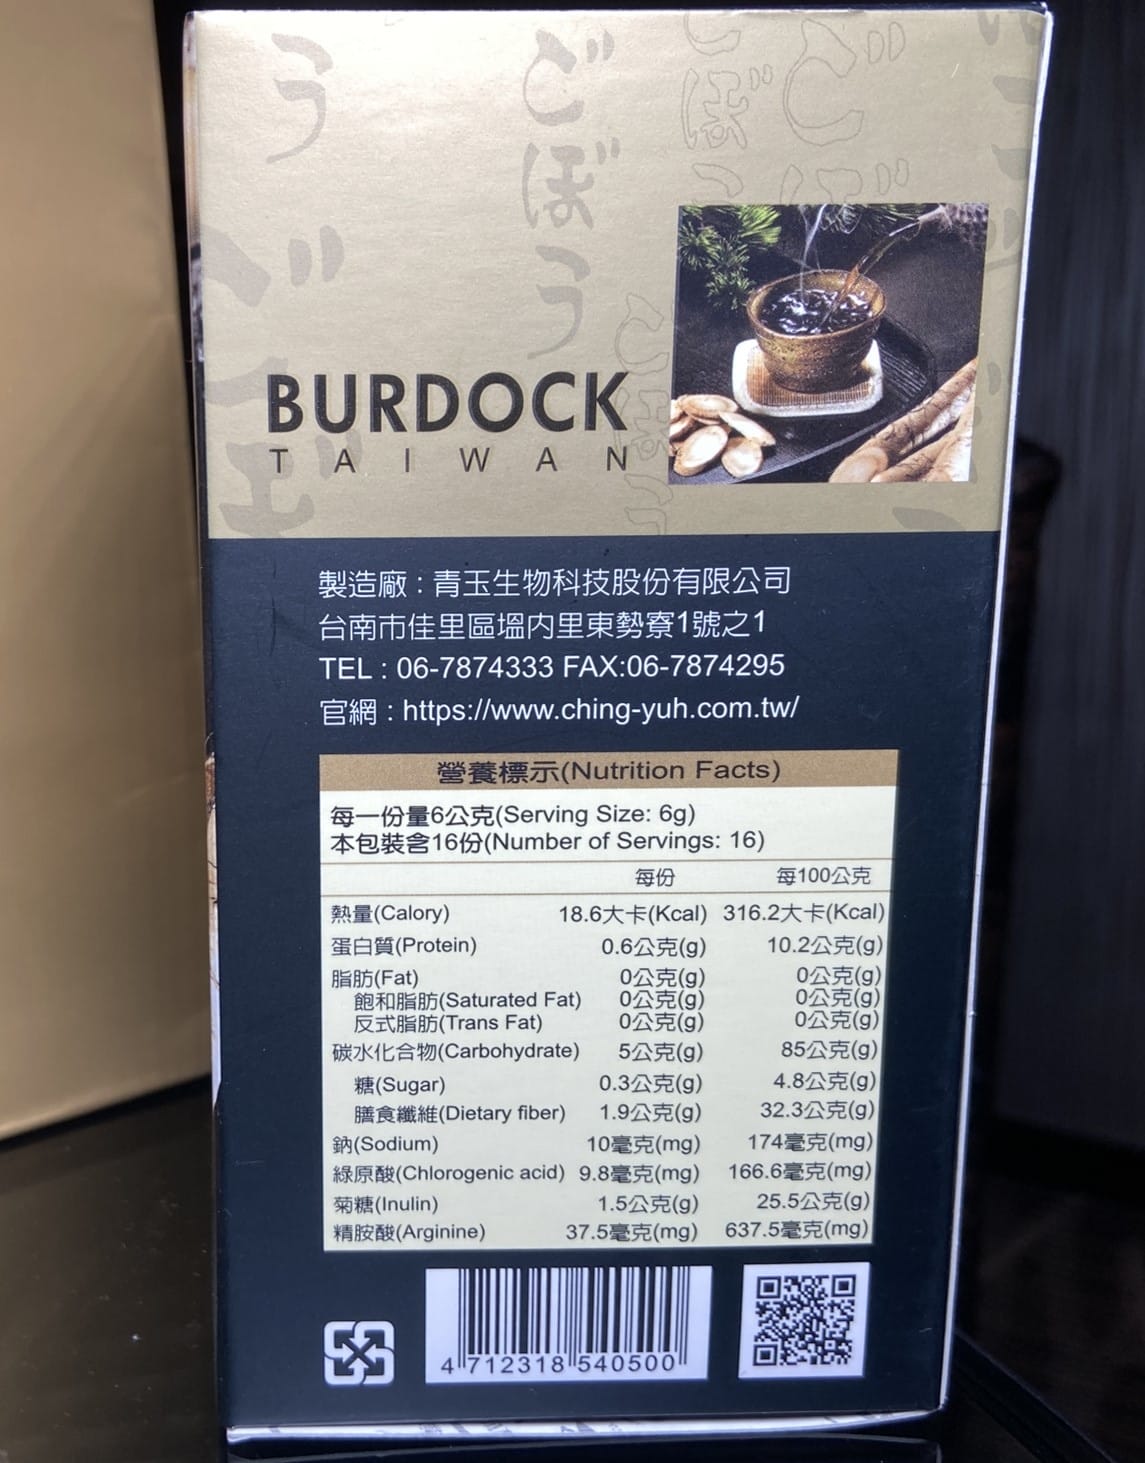 ごぼう
BURDOCK
TAIWAN
製造廠：青玉生物科技股份有限公司
台南市佳里區塭内里東勢寮1號之1
TEL : 06-7874333 FAX:06-7874295
官網 : https://www.ching-yuh.com.tw/
營養標示(Nutrition Facts)
每一份量6公克(Serving Size: 6g)
本包裝含16份(Number of Servings: 16)
每份 每100公克
熱量(Calory) 18.6大卡(Kcal) 316.2大卡(Kcal)
蛋白質(Protein) 0.6公克(g) 10.2公克(g)
脂肪(Fat) 0公克(g) 0公克(g)
飽和脂肪(Saturated Fat) 0公克(g) 0公克(g)
反式脂肪(Trans Fat) 0公克(g) 0公克(g)
碳水化合物(Carbohydrate) 5公克(g) 85公克(g)
糖(Sugar) 0.3公克(g) 4.8公克(g)
膳食纖維(Dietary fiber) 1.9公克(g) 32.3公克(g)
鈉(Sodium) 10毫克(mg) 174毫克(mg)
綠原酸(Chlorogenic acid) 9.8毫克(mg) 166.6毫克(mg)
菊糖(Inulin) 1.5公克(g) 25.5公克(g)
精胺酸(Arginine) 37.5毫克(mg) 637.5毫克(mg)
4 712318 540500